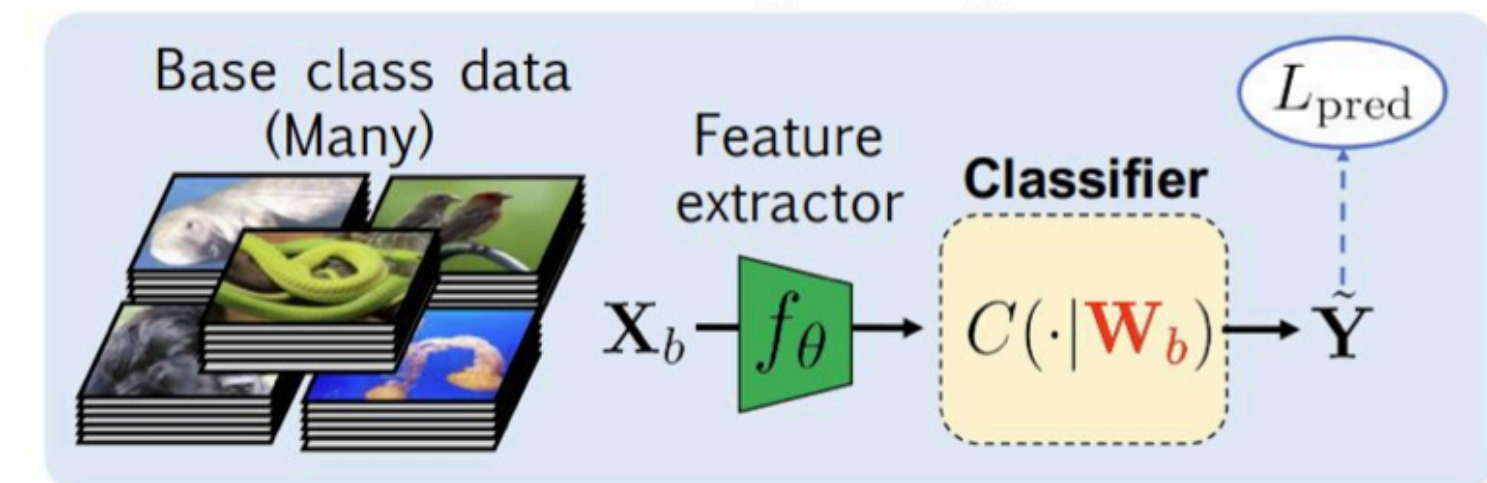 Base class data
(Many)
Feature
extractor
Classifier
L_pred
X_b
f_θ
C(·|W_b)
Ỹ